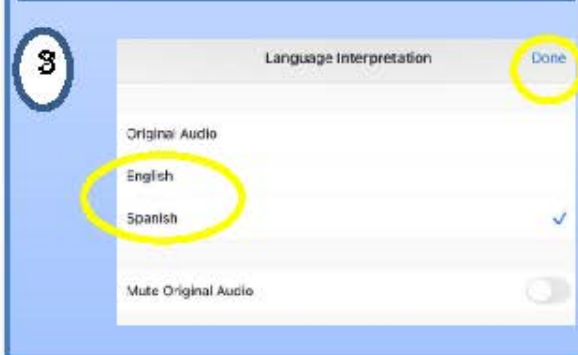 3
Language Interpretation Done
Original Audio
English
Spanish
Mute Original Audio